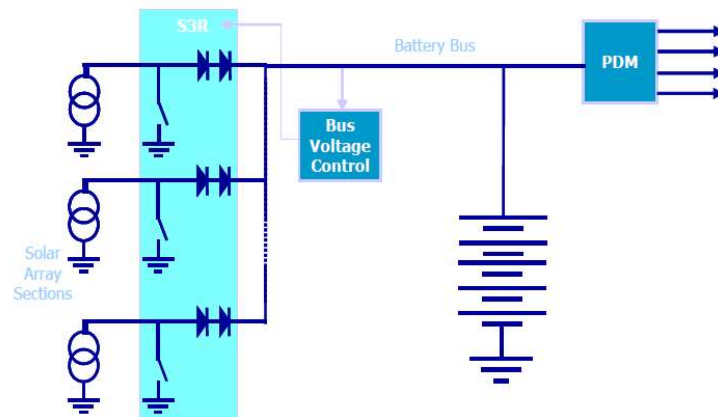 S3R
Battery Bus
PDM
Bus
Voltage
Control
Solar
Array
Sections